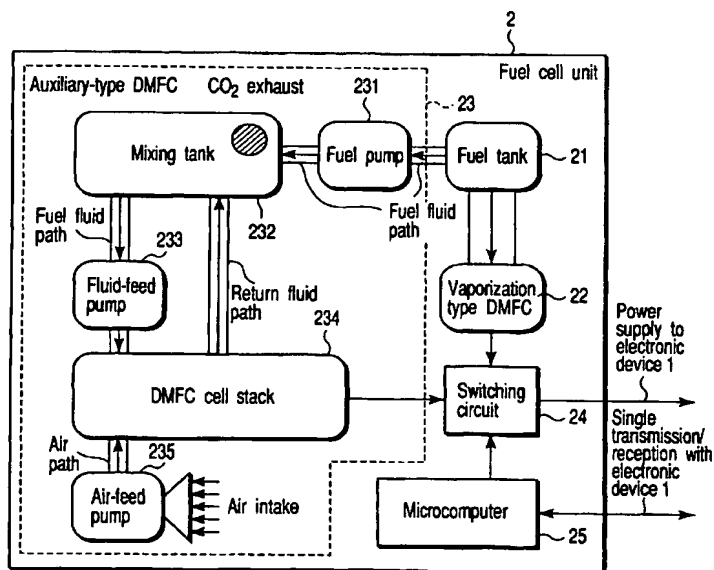 2
Fuel cell unit
Auxiliary-type DMFC
CO2 exhaust
231
23
Mixing tank
Fuel pump
Fuel tank
21
232
Fuel fluid
path
Fuel fluid
path
233
Fluid-feed
pump
Return fluid
path
Vaporization
type DMFC
22
234
Power
supply to
electronic
device 1
DMFC cell stack
Switching
circuit
24
Single
transmission/
reception with
electronic
device 1
Air
path
235
Air-feed
pump
Air intake
Microcomputer
25